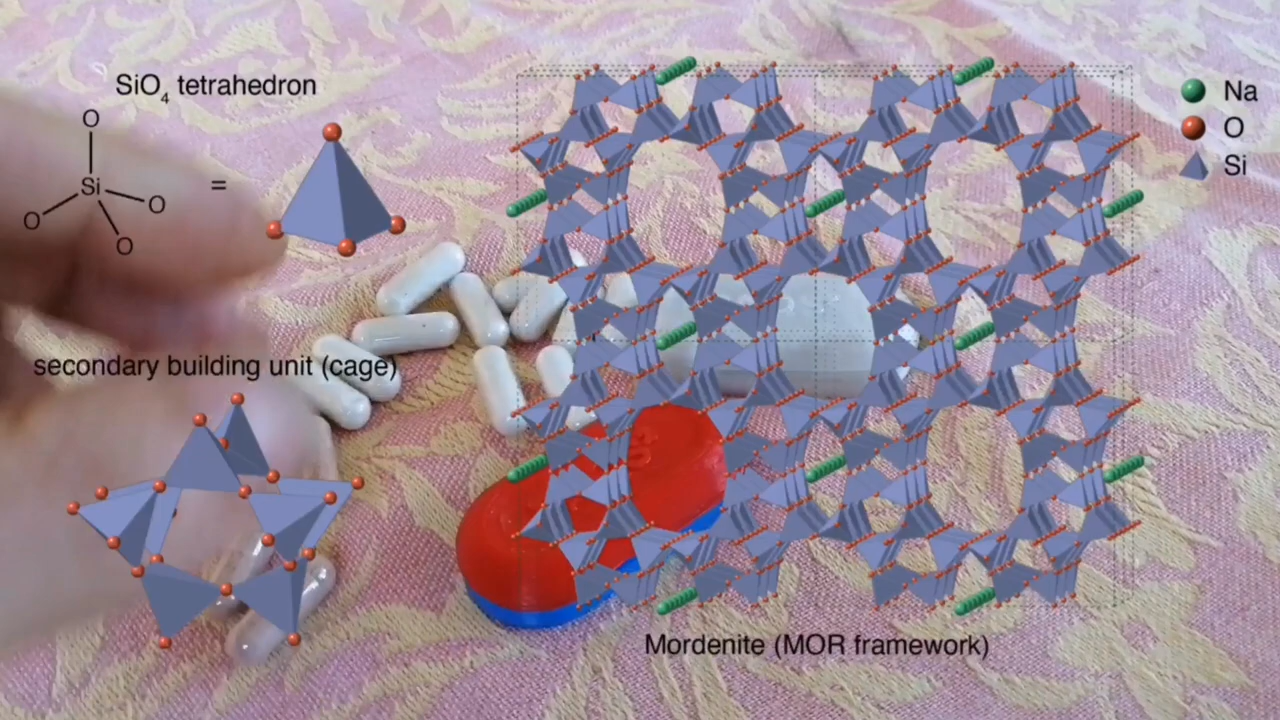 SiO4 tetrahedron
O
Si
O
O
O
=
secondary building unit (cage)
Na
O
Si
Mordenite (MOR framework)